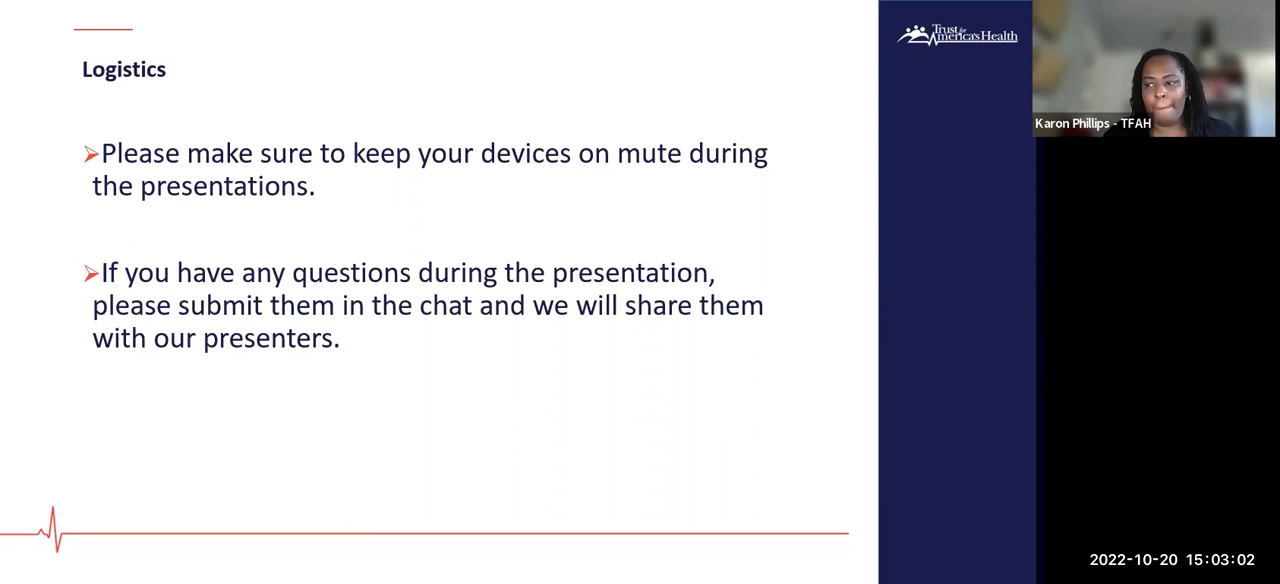 Logistics
➢Please make sure to keep your devices on mute during
the presentations.
➢If you have any questions during the presentation,
please submit them in the chat and we will share them
with our presenters.
Trust for
America's Health
Karon Phillips - TFAH
2022-10-20 15:03:02